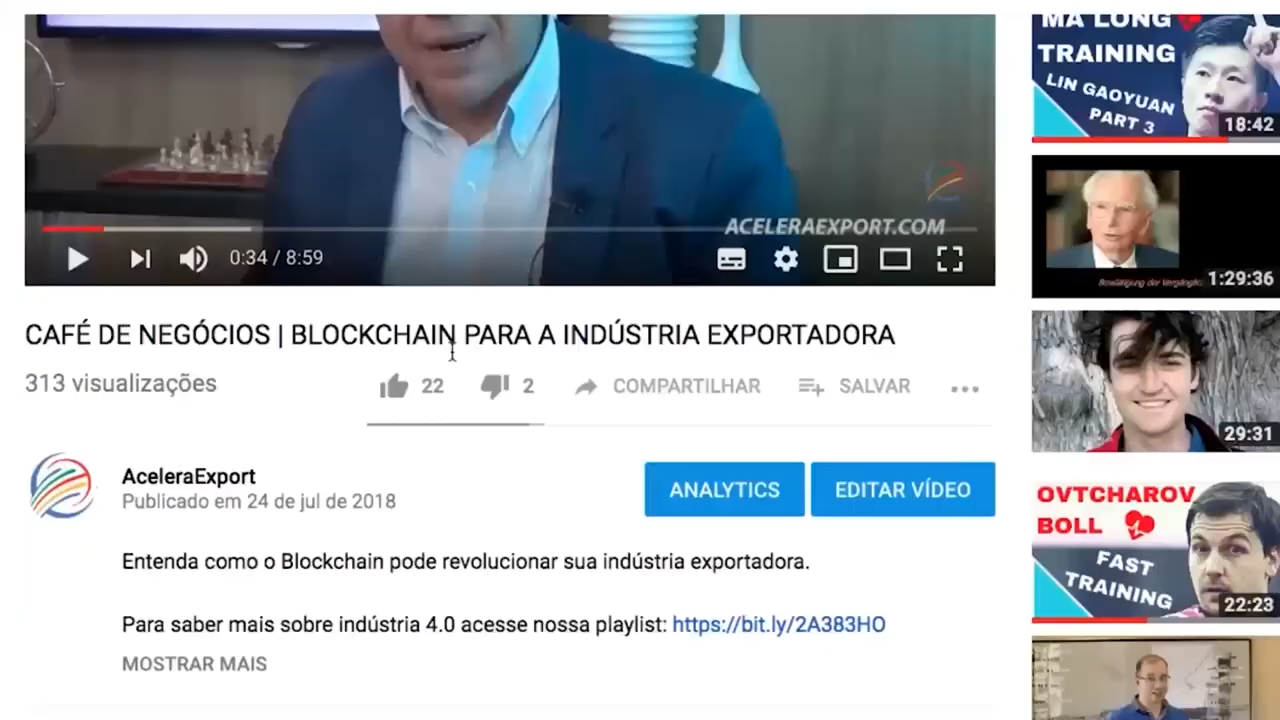 ACELERAEXPORT.COM
0:34 / 8:59
CAFÉ DE NEGÓCIOS | BLOCKCHAIN PARA A INDÚSTRIA EXPORTADORA
313 visualizações
22
2
COMPARTILHAR
SALVAR
AceleraExport
Publicado em 24 de jul de 2018
ANALYTICS
EDITAR VÍDEO
Entenda como o Blockchain pode revolucionar sua indústria exportadora.
Para saber mais sobre indústria 4.0 acesse nossa playlist: https://bit.ly/2A383HO
MOSTRAR MAIS
MA LONG
TRAINING
LIN GAOYUAN
PART 3
18:42
1:29:36
29:31
OVTCHAROV
BOLL
FAST
TRAINING
22:23